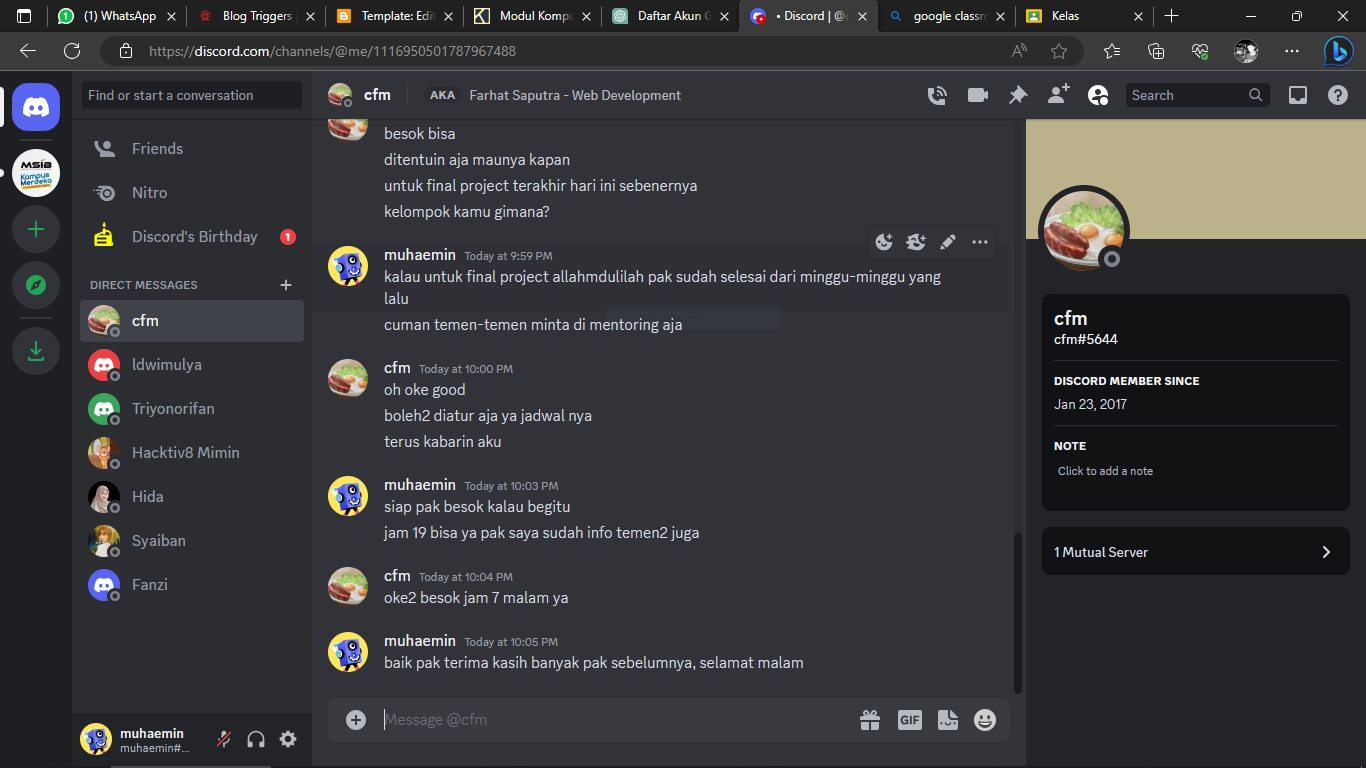 (1) WhatsApp
Blog Triggers
Template: Edi
Modul Kompu
Daftar Akun G
• Discord | @c
google classro
Kelas
https://discord.com/channels/@me/1116950501787967488
Find or start a conversation
cfm
AKA
Farhat Saputra - Web Development
Search
Friends
Nitro
Discord's Birthday
1
DIRECT MESSAGES
cfm
ldwimulya
Triyonorifan
Hacktiv8 Mimin
Hida
Syaiban
Fanzi
muhaemin
muhaemin#...
MSIB
Kampus
Merdeka
besok bisa
ditentuin aja maunya kapan
untuk final project terakhir hari ini sebenernya
kelompok kamu gimana?
muhaemin Today at 9:59 PM
kalau untuk final project allahmdulilah pak sudah selesai dari minggu-minggu yang
lalu
cuman temen-temen minta di mentoring aja
cfm Today at 10:00 PM
oh oke good
boleh2 diatur aja ya jadwal nya
terus kabarin aku
muhaemin Today at 10:03 PM
siap pak besok kalau begitu
jam 19 bisa ya pak saya sudah info temen2 juga
cfm Today at 10:04 PM
oke2 besok jam 7 malam ya
muhaemin Today at 10:05 PM
baik pak terima kasih banyak pak sebelumnya, selamat malam
Message @cfm
GIF
cfm
cfm#5644
DISCORD MEMBER SINCE
Jan 23, 2017
NOTE
Click to add a note
1 Mutual Server